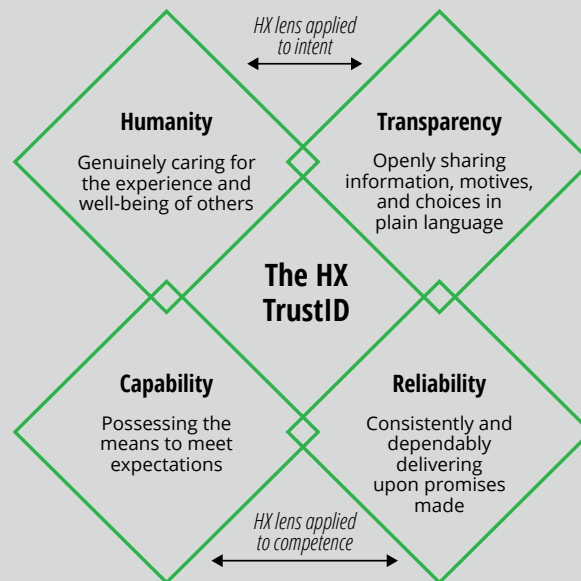 HX lens applied
to intent
Humanity
Genuinely caring for
the experience and
well-being of others
Transparency
Openly sharing
information, motives,
and choices in
plain language
The HX
TrustID
Capability
Possessing the
means to meet
expectations
Reliability
Consistently and
dependably
delivering
upon promises
made
HX lens applied
to competence